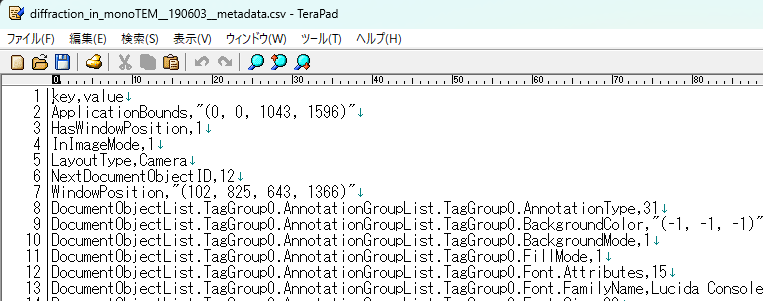 diffraction_in_monoTEM__190603__metadata.csv - TeraPad
ファイル(F) 編集(E) 検索(S) 表示(V) ウィンドウ(W) ツール(T) ヘルプ(H)
0 10 20 30 40 50 60 70 80
1 key,value↓
2 ApplicationBounds,"(0, 0, 1043, 1596)"↓
3 HasWindowPosition,1↓
4 InImageMode,1↓
5 LayoutType,Camera↓
6 NextDocumentObjectID,12↓
7 WindowPosition,"(102, 825, 643, 1366)"↓
8 DocumentObjectList.TagGroup0.AnnotationGroupList.TagGroup0.AnnotationType,31↓
9 DocumentObjectList.TagGroup0.AnnotationGroupList.TagGroup0.BackgroundColor,"(-1, -1, -1)"
10 DocumentObjectList.TagGroup0.AnnotationGroupList.TagGroup0.BackgroundMode,1↓
11 DocumentObjectList.TagGroup0.AnnotationGroupList.TagGroup0.FillMode,1↓
12 DocumentObjectList.TagGroup0.AnnotationGroupList.TagGroup0.Font.Attributes,15↓
13 DocumentObjectList.TagGroup0.AnnotationGroupList.TagGroup0.Font.FamilyName,Lucida Console